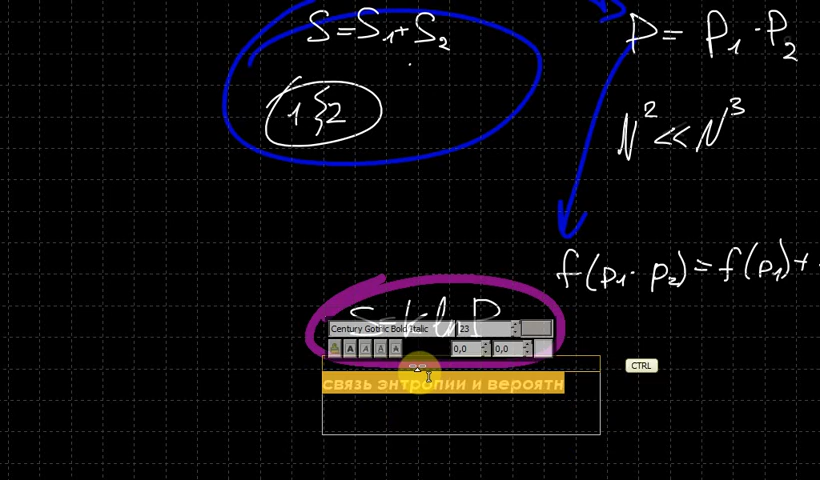 S=S₁+S₂
P= P₁·P₂
1}2
N²<<N³
f(p₁·p₂)=f(p₁)+
S=k ln P
Century Gothic Bold Italic 23
A A A A A 0,0 0,0
CTRL
связь энтропии и вероятн